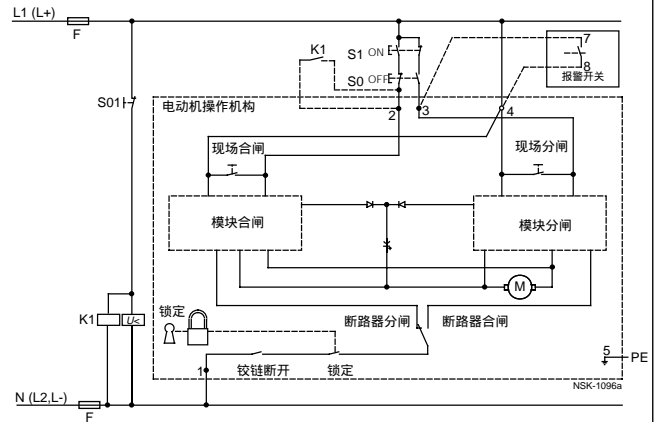 L1 (L+)
F
K1
S1 ON
S0 OFF
7
8
报警开关
S01
电动机操作机构
2
3
4
现场合闸
现场分闸
模块合闸
模块分闸
M
锁定
K1
U<
断路器分闸
断路器合闸
5
PE
1
铰链断开
锁定
NSK-1096a
N (L2,L-)
F